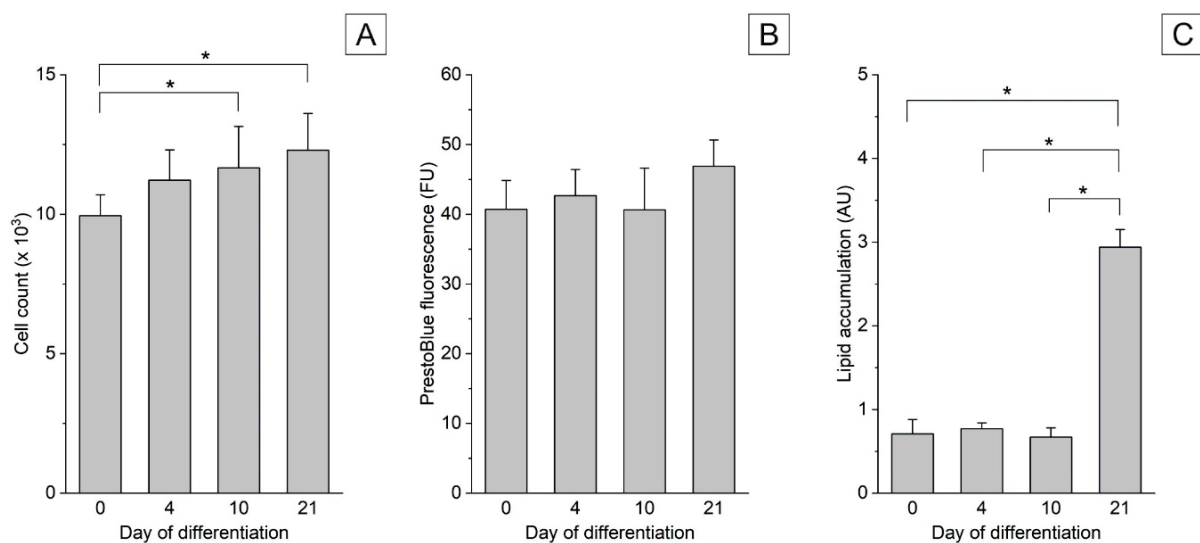 A
*
*
15
10
5
0
Cell count (x 10³)
0 4 10 21
Day of differentiation
B
60
50
40
30
20
10
0
PrestoBlue fluorescence (FU)
0 4 10 21
Day of differentiation
C
*
*
*
5
4
3
2
1
0
Lipid accumulation (AU)
0 4 10 21
Day of differentiation